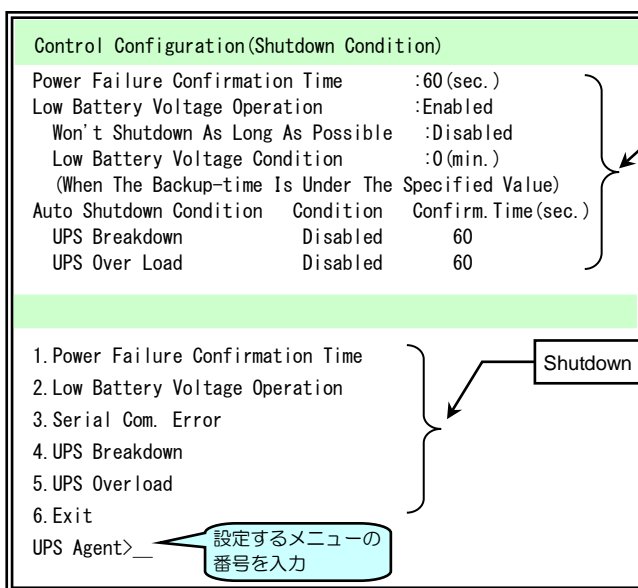 Control Configuration(Shutdown Condition)
Power Failure Confirmation Time :60(sec.)
Low Battery Voltage Operation :Enabled
Won't Shutdown As Long As Possible :Disabled
Low Battery Voltage Condition :0(min.)
(When The Backup-time Is Under The Specified Value)
Auto Shutdown Condition Condition Confirm.Time(sec.)
UPS Breakdown Disabled 60
UPS Over Load Disabled 60
1.Power Failure Confirmation Time
2.Low Battery Voltage Operation
3.Serial Com. Error
4.UPS Breakdown
5.UPS Overload
6.Exit
UPS Agent>__
Shutdown
設定するメニューの
番号を入力